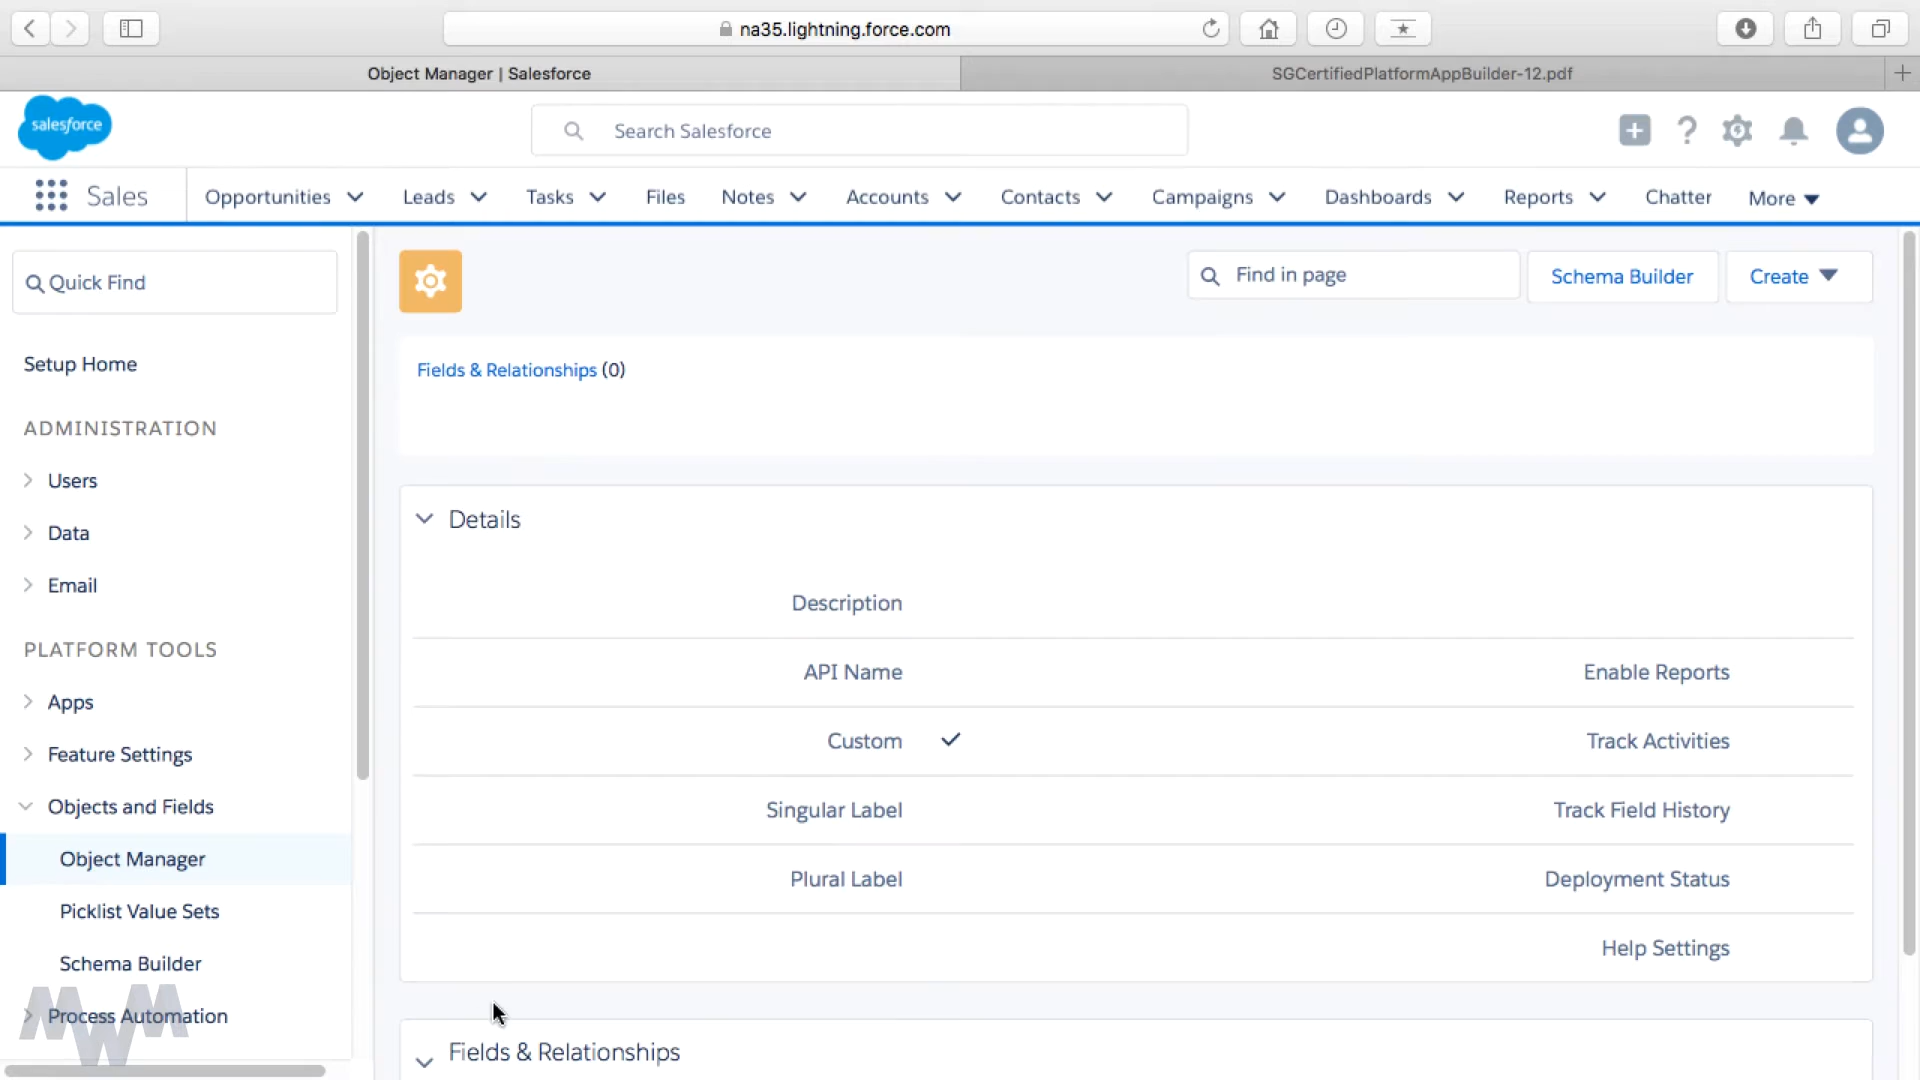 na35.lightning.force.com
Object Manager | Salesforce
SGCertifiedPlatformAppBuilder-12.pdf
salesforce
Search Salesforce
Sales
Opportunities
Leads
Tasks
Files
Notes
Accounts
Contacts
Campaigns
Dashboards
Reports
Chatter
More
Quick Find
Setup Home
ADMINISTRATION
Users
Data
Email
PLATFORM TOOLS
Apps
Feature Settings
Objects and Fields
Object Manager
Picklist Value Sets
Schema Builder
Process Automation
MWM
Find in page
Schema Builder
Create
Fields & Relationships (0)
Details
Description
API Name
Enable Reports
Custom
Track Activities
Singular Label
Track Field History
Plural Label
Deployment Status
Help Settings
Fields & Relationships